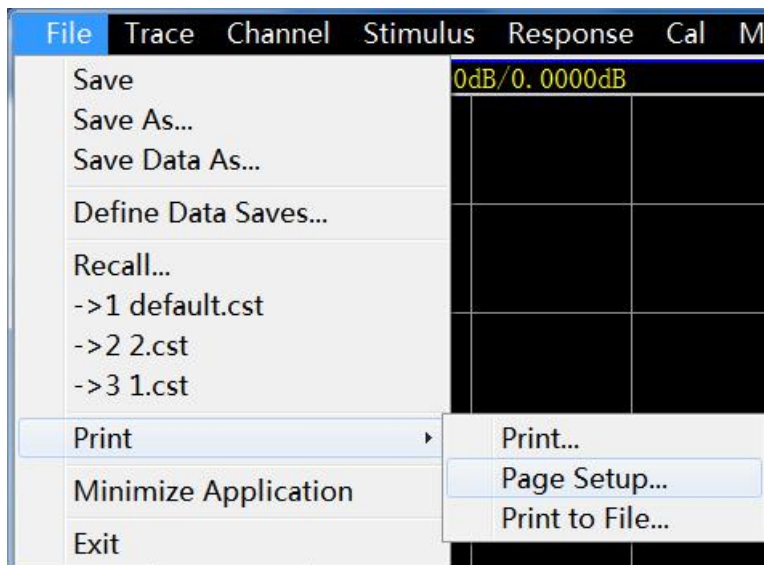 File Trace Channel Stimulus Response Cal M
0dB/0.0000dB
Save
Save As...
Save Data As...
Define Data Saves...
Recall...
->1 default.cst
->2 2.cst
->3 1.cst
Print
Print...
Page Setup...
Print to File...
Minimize Application
Exit